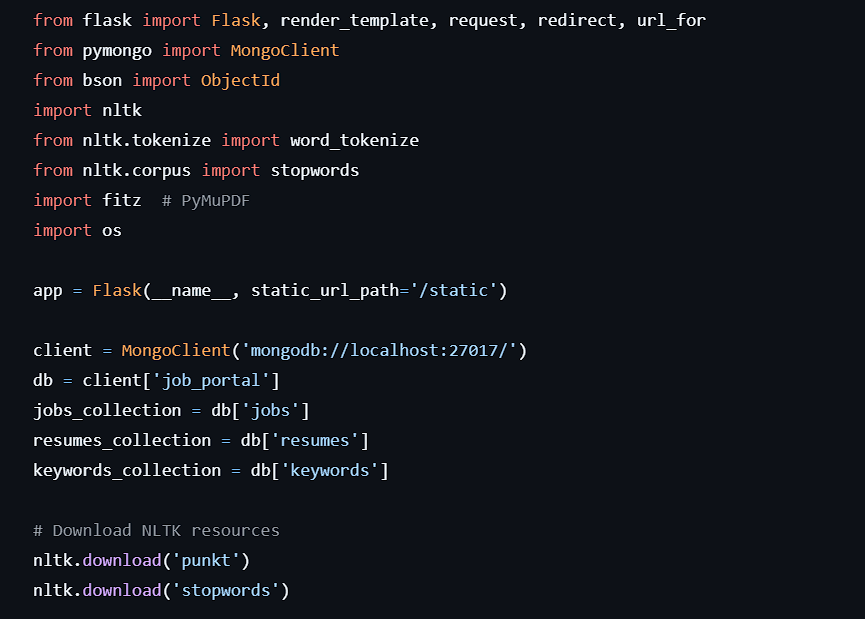 from flask import Flask, render_template, request, redirect, url_for
from pymongo import MongoClient
from bson import ObjectId
import nltk
from nltk.tokenize import word_tokenize
from nltk.corpus import stopwords
import fitz  # PyMuPDF
import os
app = Flask(__name__, static_url_path='/static')
client = MongoClient('mongodb://localhost:27017/')
db = client['job_portal']
jobs_collection = db['jobs']
resumes_collection = db['resumes']
keywords_collection = db['keywords']
# Download NLTK resources
nltk.download('punkt')
nltk.download('stopwords')